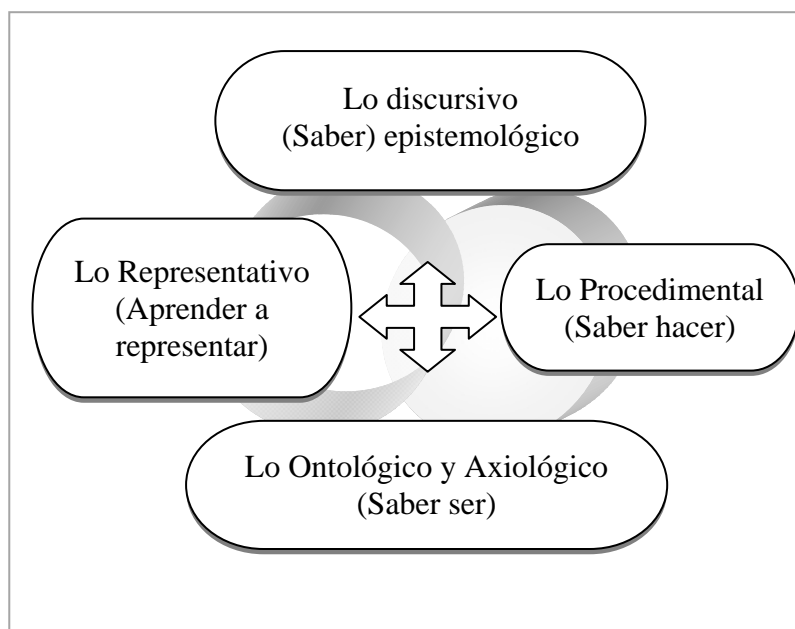 Lo discursivo
(Saber) epistemológico
Lo Representativo
(Aprender a
representar)
Lo Procedimental
(Saber hacer)
Lo Ontológico y Axiológico
(Saber ser)